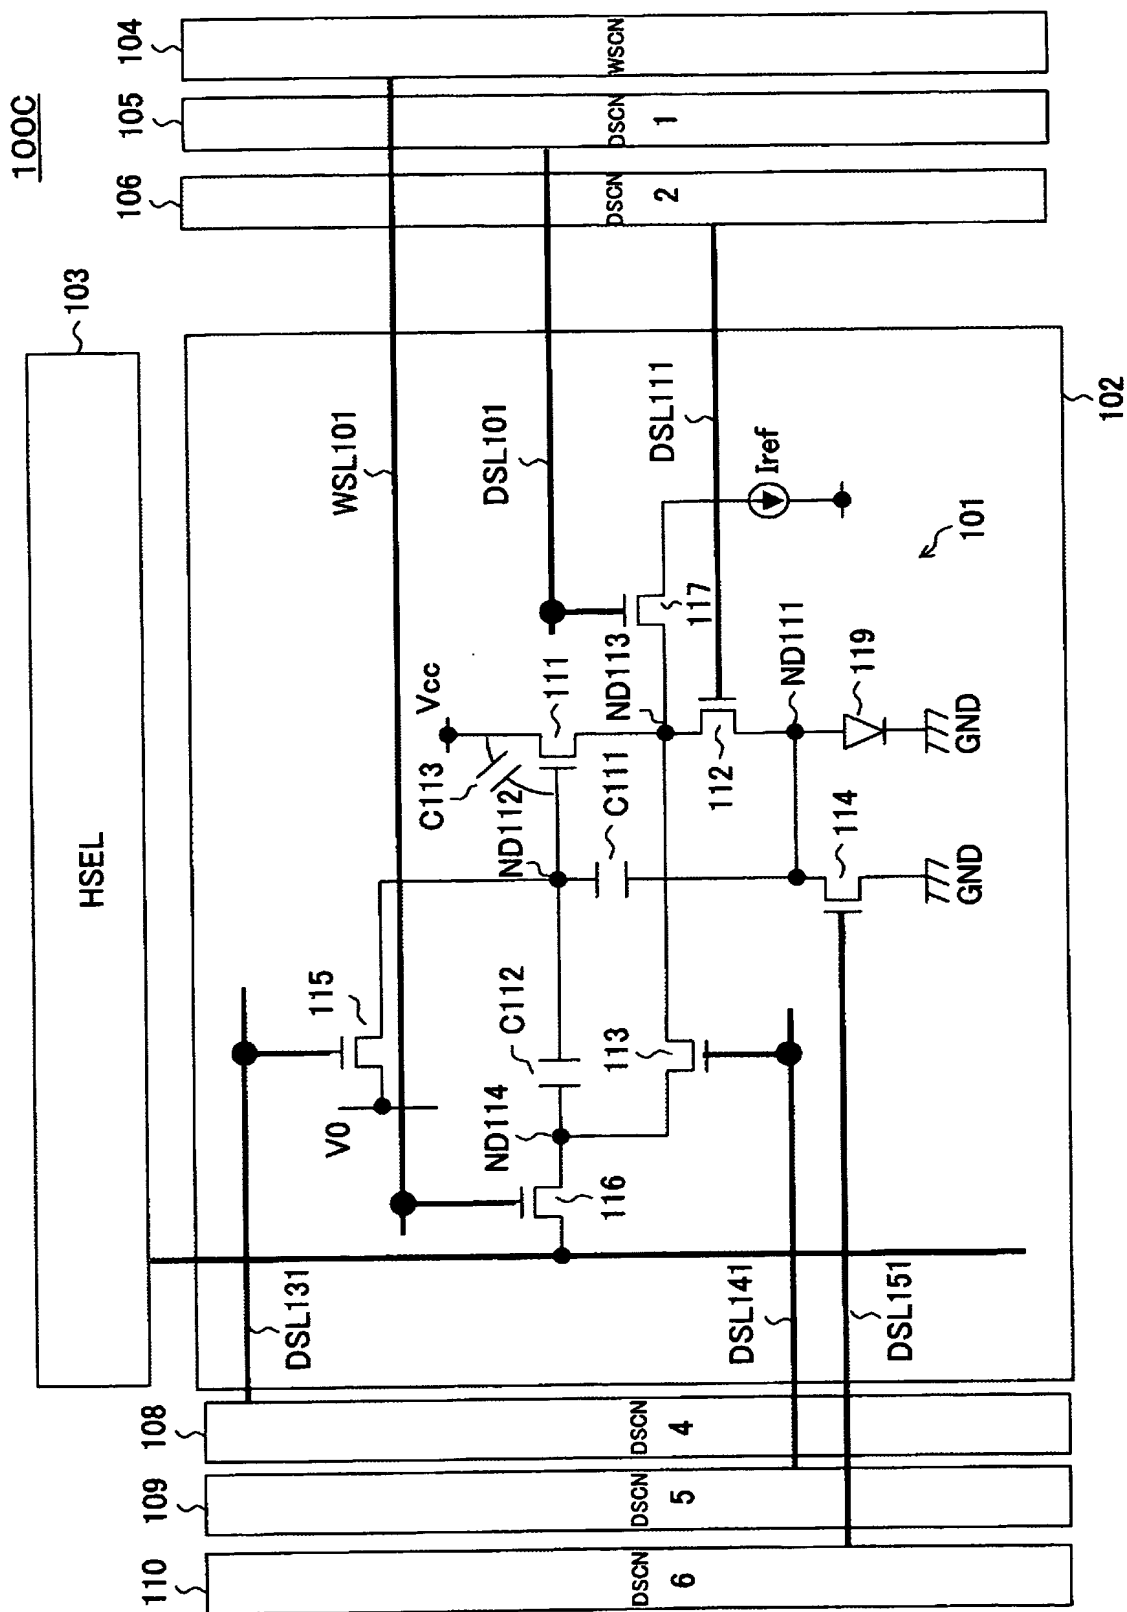 100C
103
HSEL
104
WSCN
105
DSCN
1
106
DSCN
2
108
DSCN
4
109
DSCN
5
110
DSCN
6
102
101
WSL101
DSL101
DSL111
DSL131
DSL141
DSL151
115
V0
Vcc
C113
111
ND112
ND113
117
Iref
C111
112
ND111
119
GND
114
GND
C112
113
ND114
116